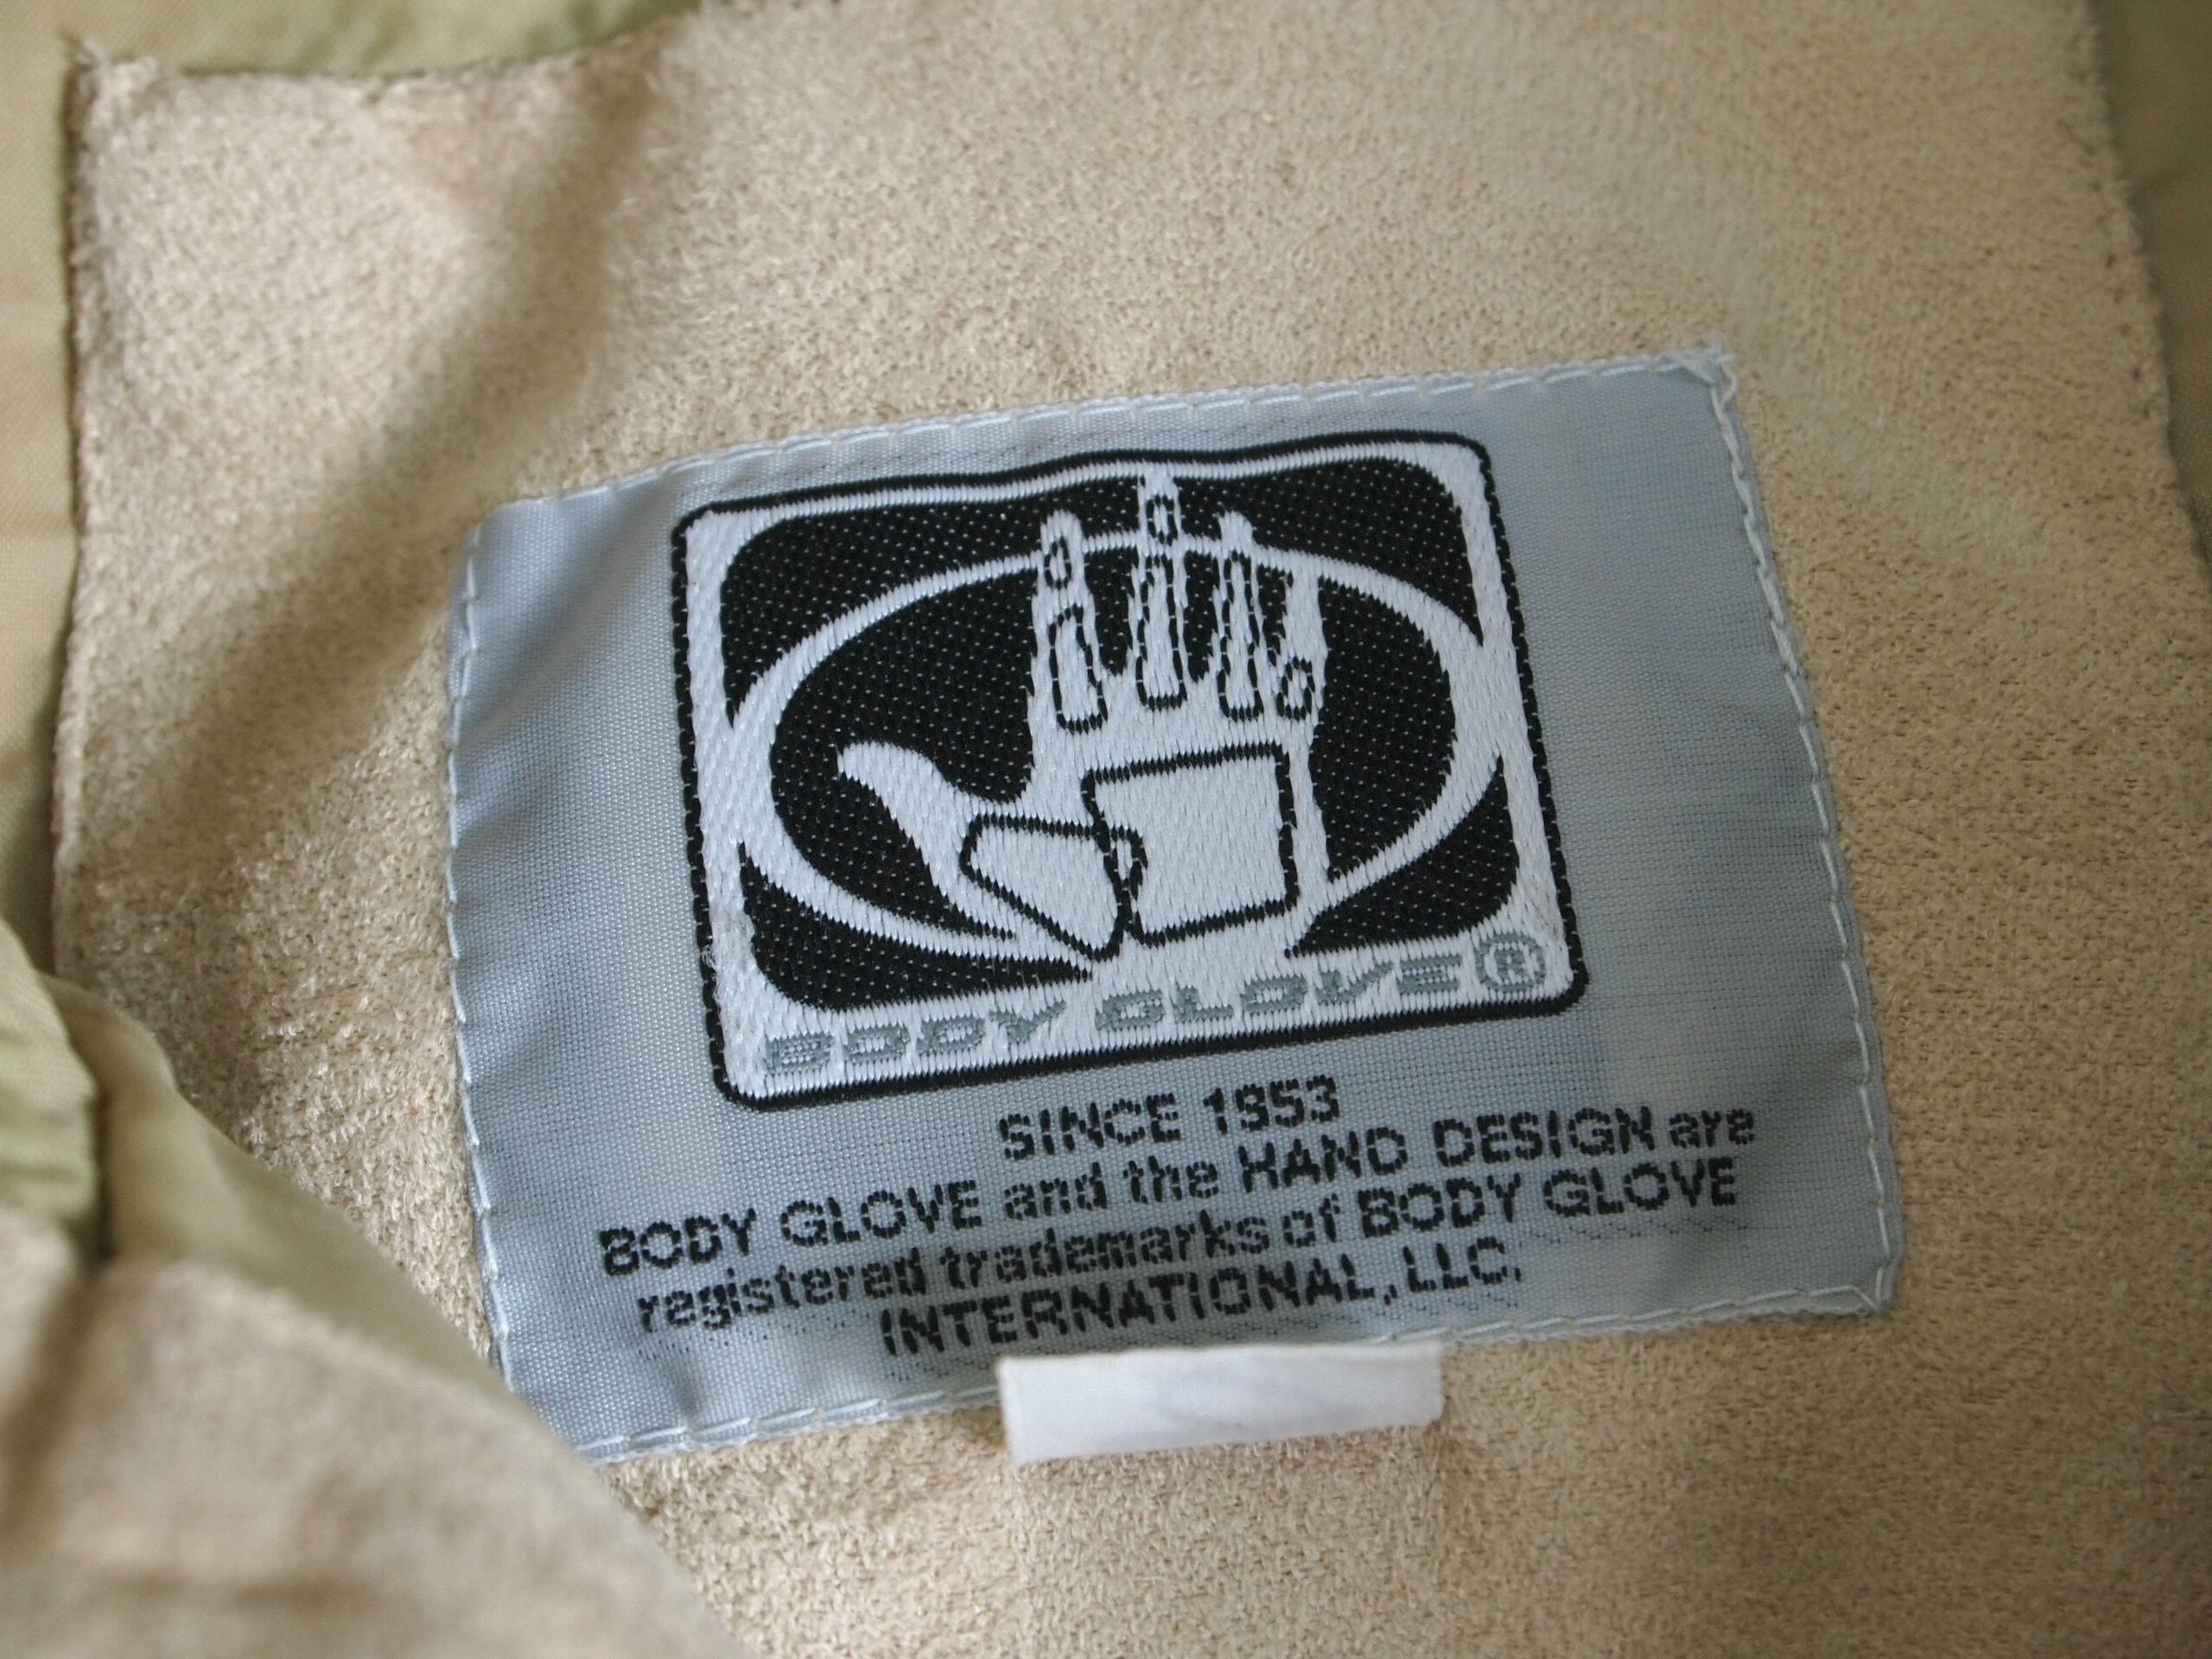 BODY GLOVE®
SINCE 1953
BODY GLOVE and the HAND DESIGN are
registered trademarks of BODY GLOVE
INTERNATIONAL, LLC.